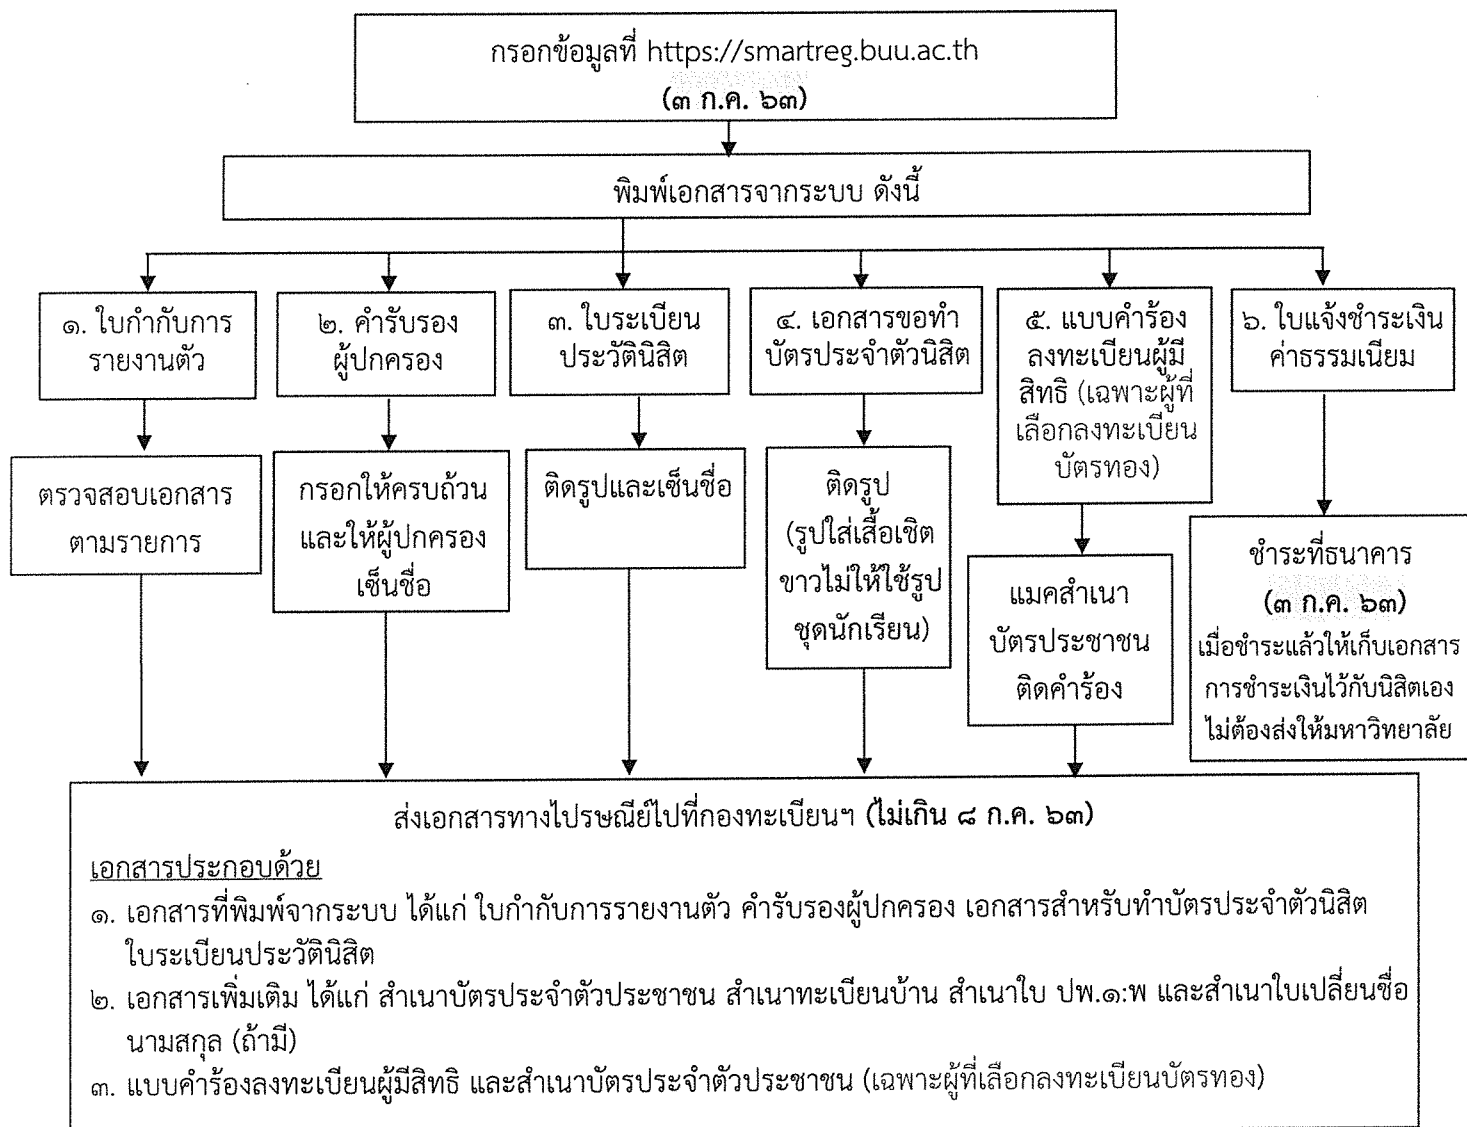 กรอกข้อมูลที่ https://smartreg.buu.ac.th
(๓ ก.ค. ๖๓)
พิมพ์เอกสารจากระบบ ดังนี้
๑. ใบกำกับการ
รายงานตัว
๒. คำรับรอง
ผู้ปกครอง
๓. ใบระเบียน
ประวัตินิสิต
๔. เอกสารขอทำ
บัตรประจำตัวนิสิต
๕. แบบคำร้อง
ลงทะเบียนผู้มี
สิทธิ (เฉพาะผู้ที่
เลือกลงทะเบียน
บัตรทอง)
๖. ใบแจ้งชำระเงิน
ค่าธรรมเนียม
ตรวจสอบเอกสาร
ตามรายการ
กรอกให้ครบถ้วน
และให้ผู้ปกครอง
เซ็นชื่อ
ติดรูปและเซ็นชื่อ
ติดรูป
(รูปใส่เสื้อเชิต
ขาวไม่ให้ใช้รูป
ชุดนักเรียน)
แมคสำเนา
บัตรประชาชน
ติดคำร้อง
ชำระที่ธนาคาร
(๓ ก.ค. ๖๓)
เมื่อชำระแล้วให้เก็บเอกสาร
การชำระเงินไว้กับนิสิตเอง
ไม่ต้องส่งให้มหาวิทยาลัย
ส่งเอกสารทางไปรษณีย์ไปที่กองทะเบียนฯ (ไม่เกิน ๘ ก.ค. ๖๓)
เอกสารประกอบด้วย
๑. เอกสารที่พิมพ์จากระบบ ได้แก่ ใบกำกับการรายงานตัว คำรับรองผู้ปกครอง เอกสารสำหรับทำบัตรประจำตัวนิสิต
ใบระเบียนประวัตินิสิต
๒. เอกสารเพิ่มเติม ได้แก่ สำเนาบัตรประจำตัวประชาชน สำเนาทะเบียนบ้าน สำเนาใบ ปพ.๑:พ และสำเนาใบเปลี่ยนชื่อ
นามสกุล (ถ้ามี)
๓. แบบคำร้องลงทะเบียนผู้มีสิทธิ และสำเนาบัตรประจำตัวประชาชน (เฉพาะผู้ที่เลือกลงทะเบียนบัตรทอง)